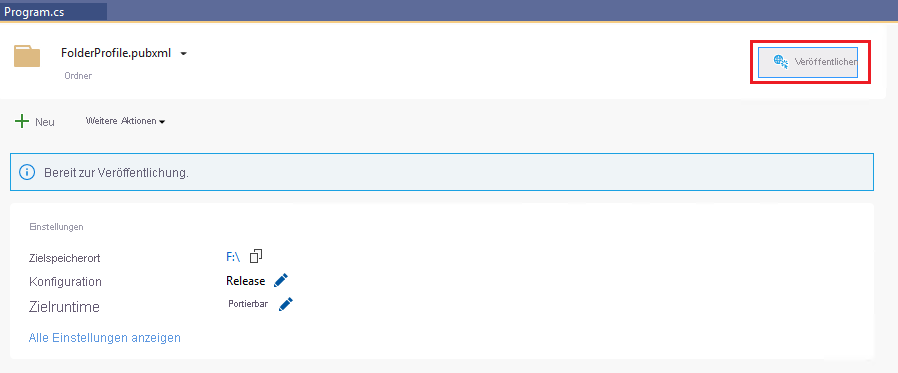 Program.cs
FolderProfile.pubxml
Ordner
Veröffentlichen
Neu
Weitere Aktionen
Bereit zur Veröffentlichung.
Einstellungen
Zielspeicherort F:\
Konfiguration Release
Zielruntime Portierbar
Alle Einstellungen anzeigen